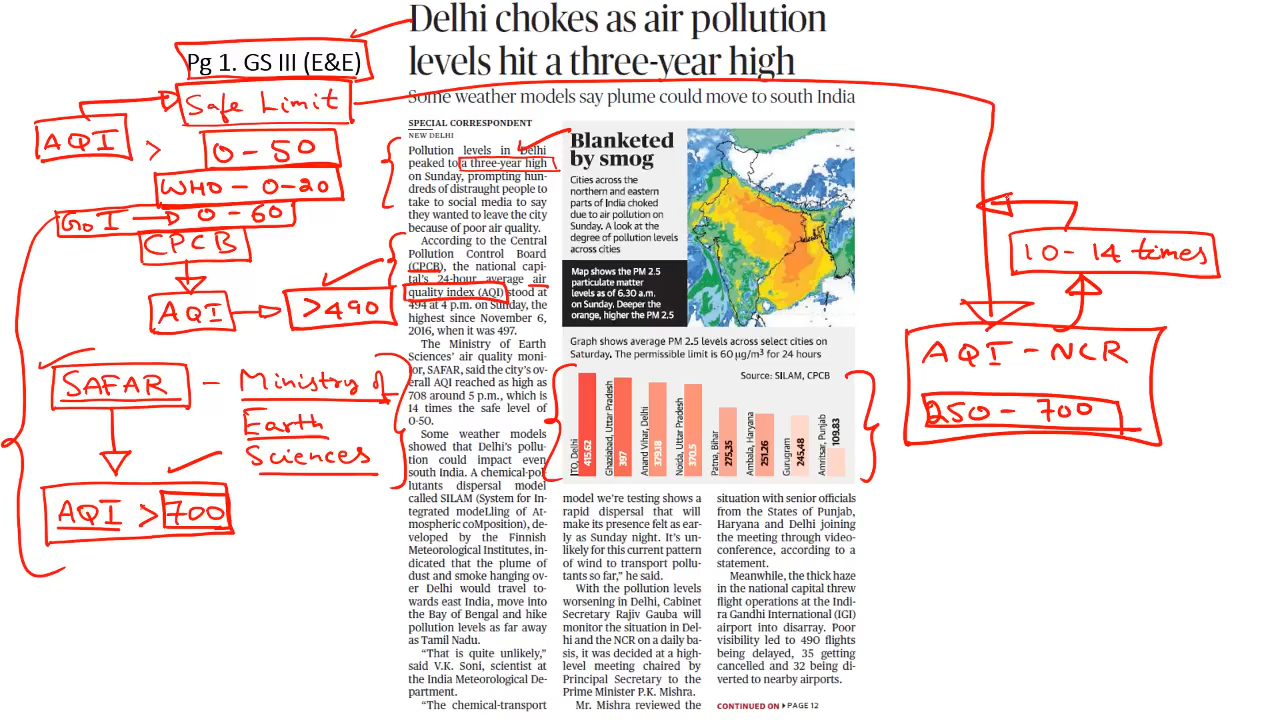 Delhi chokes as air pollution
levels hit a three-year high
Some weather models say plume could move to south India
Pg 1. GS III (E&E)
Safe Limit
AQI > 0-50
WHO - 0-20
GoI → 0-60
CPCB
AQI → >490
SAFAR - Ministry of
Earth
Sciences
AQI > 700
SPECIAL CORRESPONDENT
NEW DELHI
Pollution levels in Delhi
peaked to a three-year high
on Sunday, prompting hun-
dreds of distraught people to
take to social media to say
they wanted to leave the city
because of poor air quality.
According to the Central
Pollution Control Board
(CPCB), the national capi-
tal's 24-hour average air
quality index (AQI) stood at
494 at 4 p.m. on Sunday, the
highest since November 6,
2016, when it was 497.
The Ministry of Earth
Sciences' air quality moni-
tor, SAFAR, said the city's ov-
erall AQI reached as high as
708 around 5 p.m., which is
14 times the safe level of
0-50.
Some weather models
showed that Delhi's pollu-
tion could impact even
south India. A chemical-pol-
lutants dispersal model
called SILAM (System for In-
tegrated modeLling of At-
mospheric coMposition), de-
veloped by the Finnish
Meteorological Institutes, in-
dicated that the plume of
dust and smoke hanging ov-
er Delhi would travel to-
wards east India, move into
the Bay of Bengal and hike
pollution levels as far away
as Tamil Nadu.
"That is quite unlikely,"
said V.K. Soni, scientist at
the India Meteorological De-
partment.
"The chemical-transport
Blanketed
by smog
Cities across the
northern and eastern
parts of India choked
due to air pollution on
Sunday. A look at the
degree of pollution levels
across cities
Map shows the PM 2.5
particulate matter
levels as of 6.30 a.m.
on Sunday. Deeper the
orange, higher the PM 2.5
Graph shows average PM 2.5 levels across select cities on
Saturday. The permissible limit is 60 µg/m³ for 24 hours
Source: SILAM, CPCB
ITO, Delhi 415.62
Ghaziabad, Uttar Pradesh 397
Anand Vihar, Delhi 379.18
Noida, Uttar Pradesh 370.5
Patna, Bihar 275.35
Ambala, Haryana 251.26
Gurugram 245.48
Amritsar, Punjab 109.83
model we're testing shows a
rapid dispersal that will
make its presence felt as ear-
ly as Sunday night. It's un-
likely for this current pattern
of wind to transport pollu-
tants so far," he said.
With the pollution levels
worsening in Delhi, Cabinet
Secretary Rajiv Gauba will
monitor the situation in Del-
hi and the NCR on a daily ba-
sis, it was decided at a high-
level meeting chaired by
Principal Secretary to the
Prime Minister P.K. Mishra.
Mr. Mishra reviewed the
situation with senior officials
from the States of Punjab,
Haryana and Delhi joining
the meeting through video-
conference, according to a
statement.
Meanwhile, the thick haze
in the national capital threw
flight operations at the Indi-
ra Gandhi International (IGI)
airport into disarray. Poor
visibility led to 490 flights
being delayed, 35 getting
cancelled and 32 being di-
verted to nearby airports.
CONTINUED ON ▶ PAGE 12
10-14 times
AQI - NCR
250 - 700